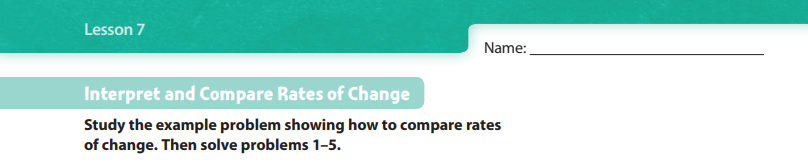 Lesson 7
Name:
Interpret and Compare Rates of Change
Study the example problem showing how to compare rates
of change. Then solve problems 1–5.